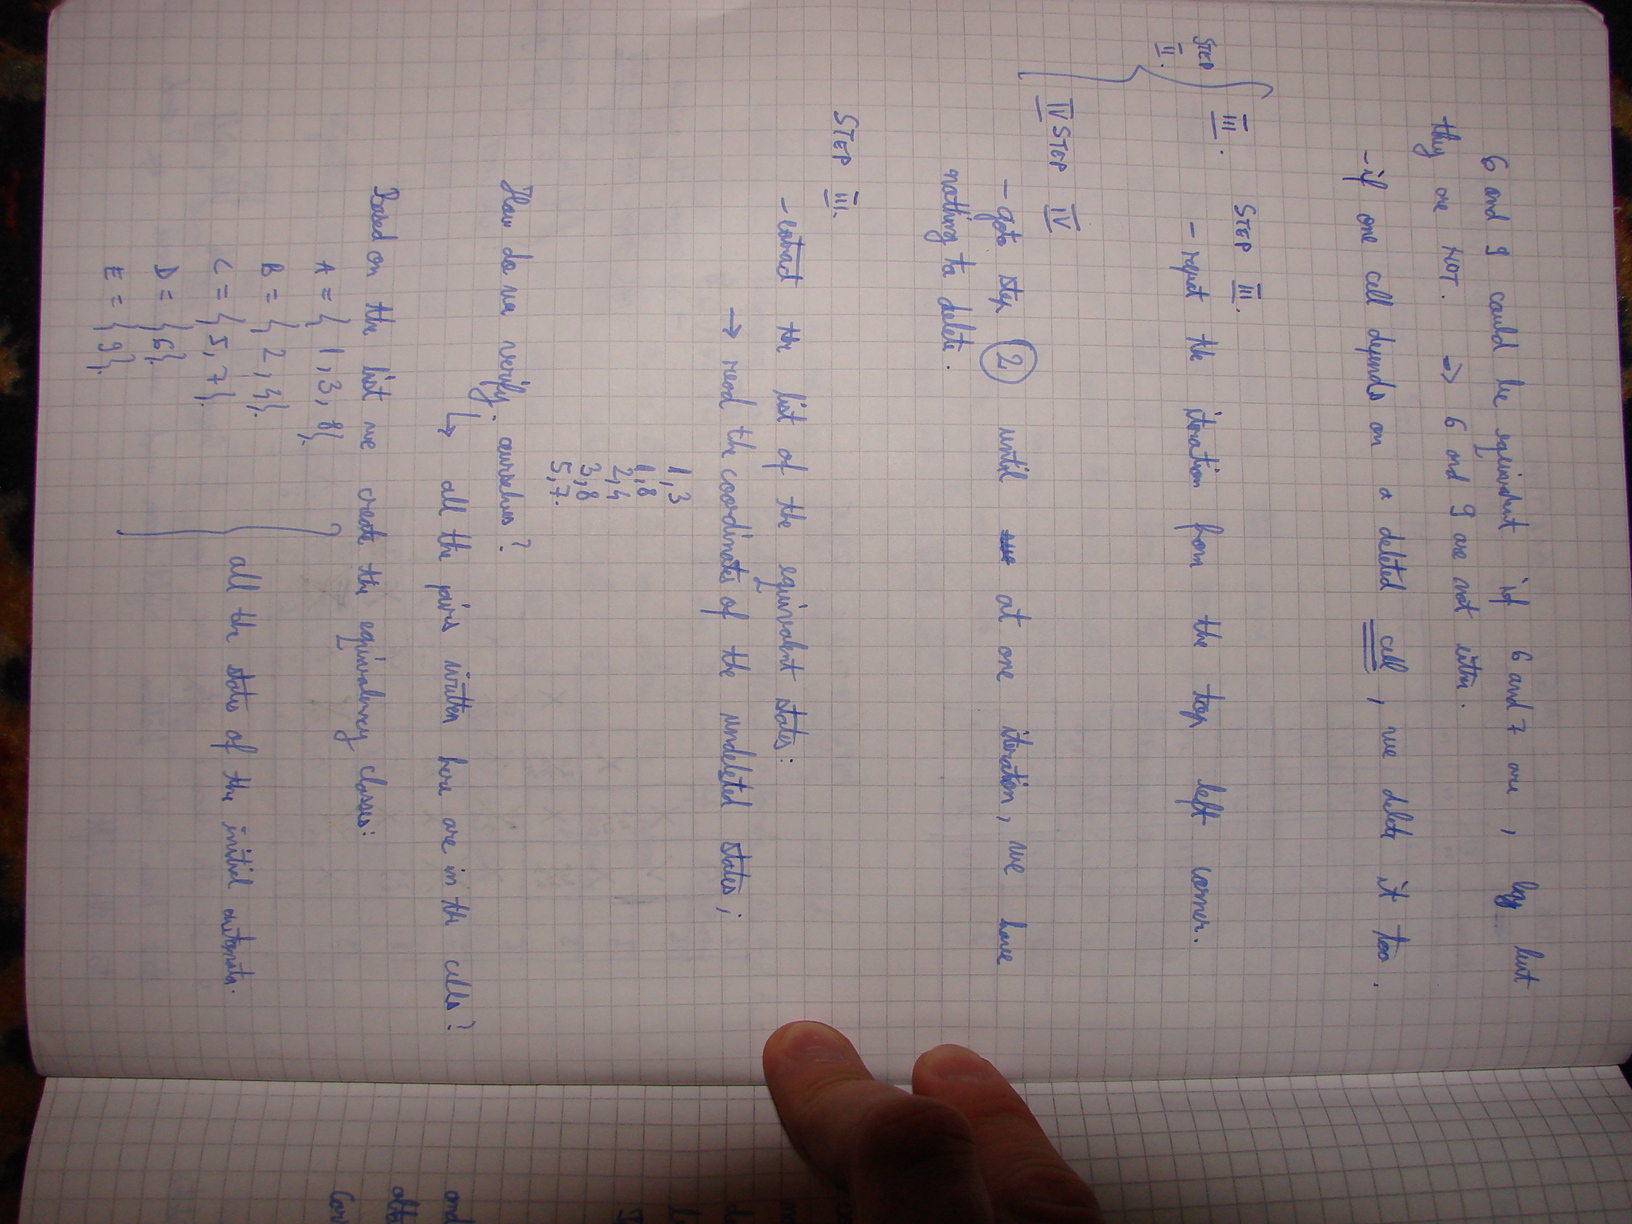 6 and 9 could be equivalent if 6 and 7 are, but
they are NOT. => 6 and 9 are not either.
- if one cell depends on a deleted cell, we delete it too.
STEP II.
III. STEP III.
- repeat the iteration from the top left corner.
IV STEP IV
- goto step 2 until at one iteration, we have
nothing to delete.
STEP III.
- extract the list of the equivalent states:
→ read the coordinates of the undeleted states;
1,3
1,8
2,4
3,8
5,7.
How do we verify ourselves?
↳ all the pairs written here are in the cells?
Based on the list we create the equivalency classes:
A = { 1, 3, 8}.
B = { 2, 4}.
C = { 5, 7}.
D = {6}.
E = {9}.
all the states of the initial automata.
and